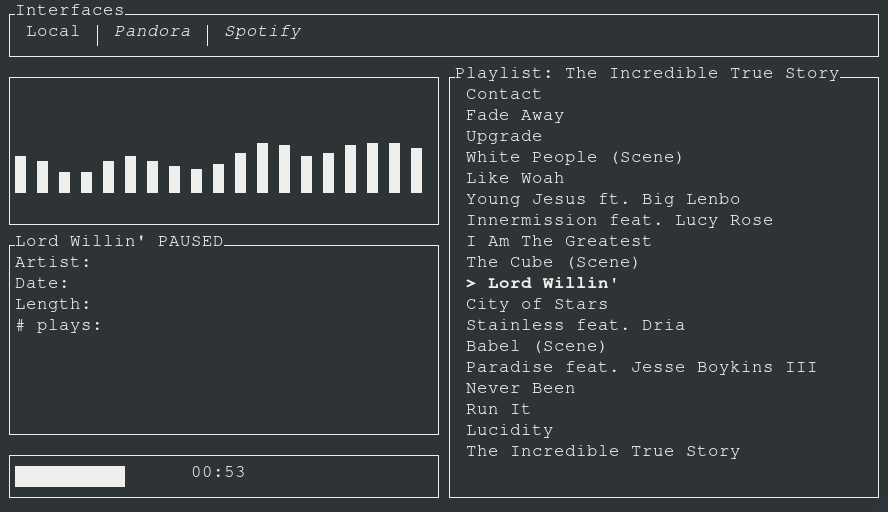 Interfaces
Local | Pandora | Spotify
Lord Willin' PAUSED
Artist:
Date:
Length:
# plays:
00:53
Playlist: The Incredible True Story
Contact
Fade Away
Upgrade
White People (Scene)
Like Woah
Young Jesus ft. Big Lenbo
Innermission feat. Lucy Rose
I Am The Greatest
The Cube (Scene)
> Lord Willin'
City of Stars
Stainless feat. Dria
Babel (Scene)
Paradise feat. Jesse Boykins III
Never Been
Run It
Lucidity
The Incredible True Story